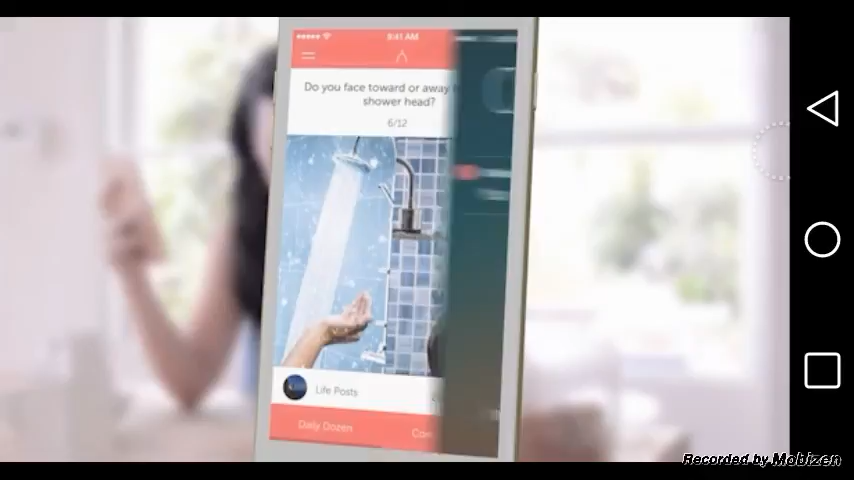 9:41 AM
Do you face toward or away
shower head?
6/12
Life Posts
Daily Dozen
Recorded by Mobizen